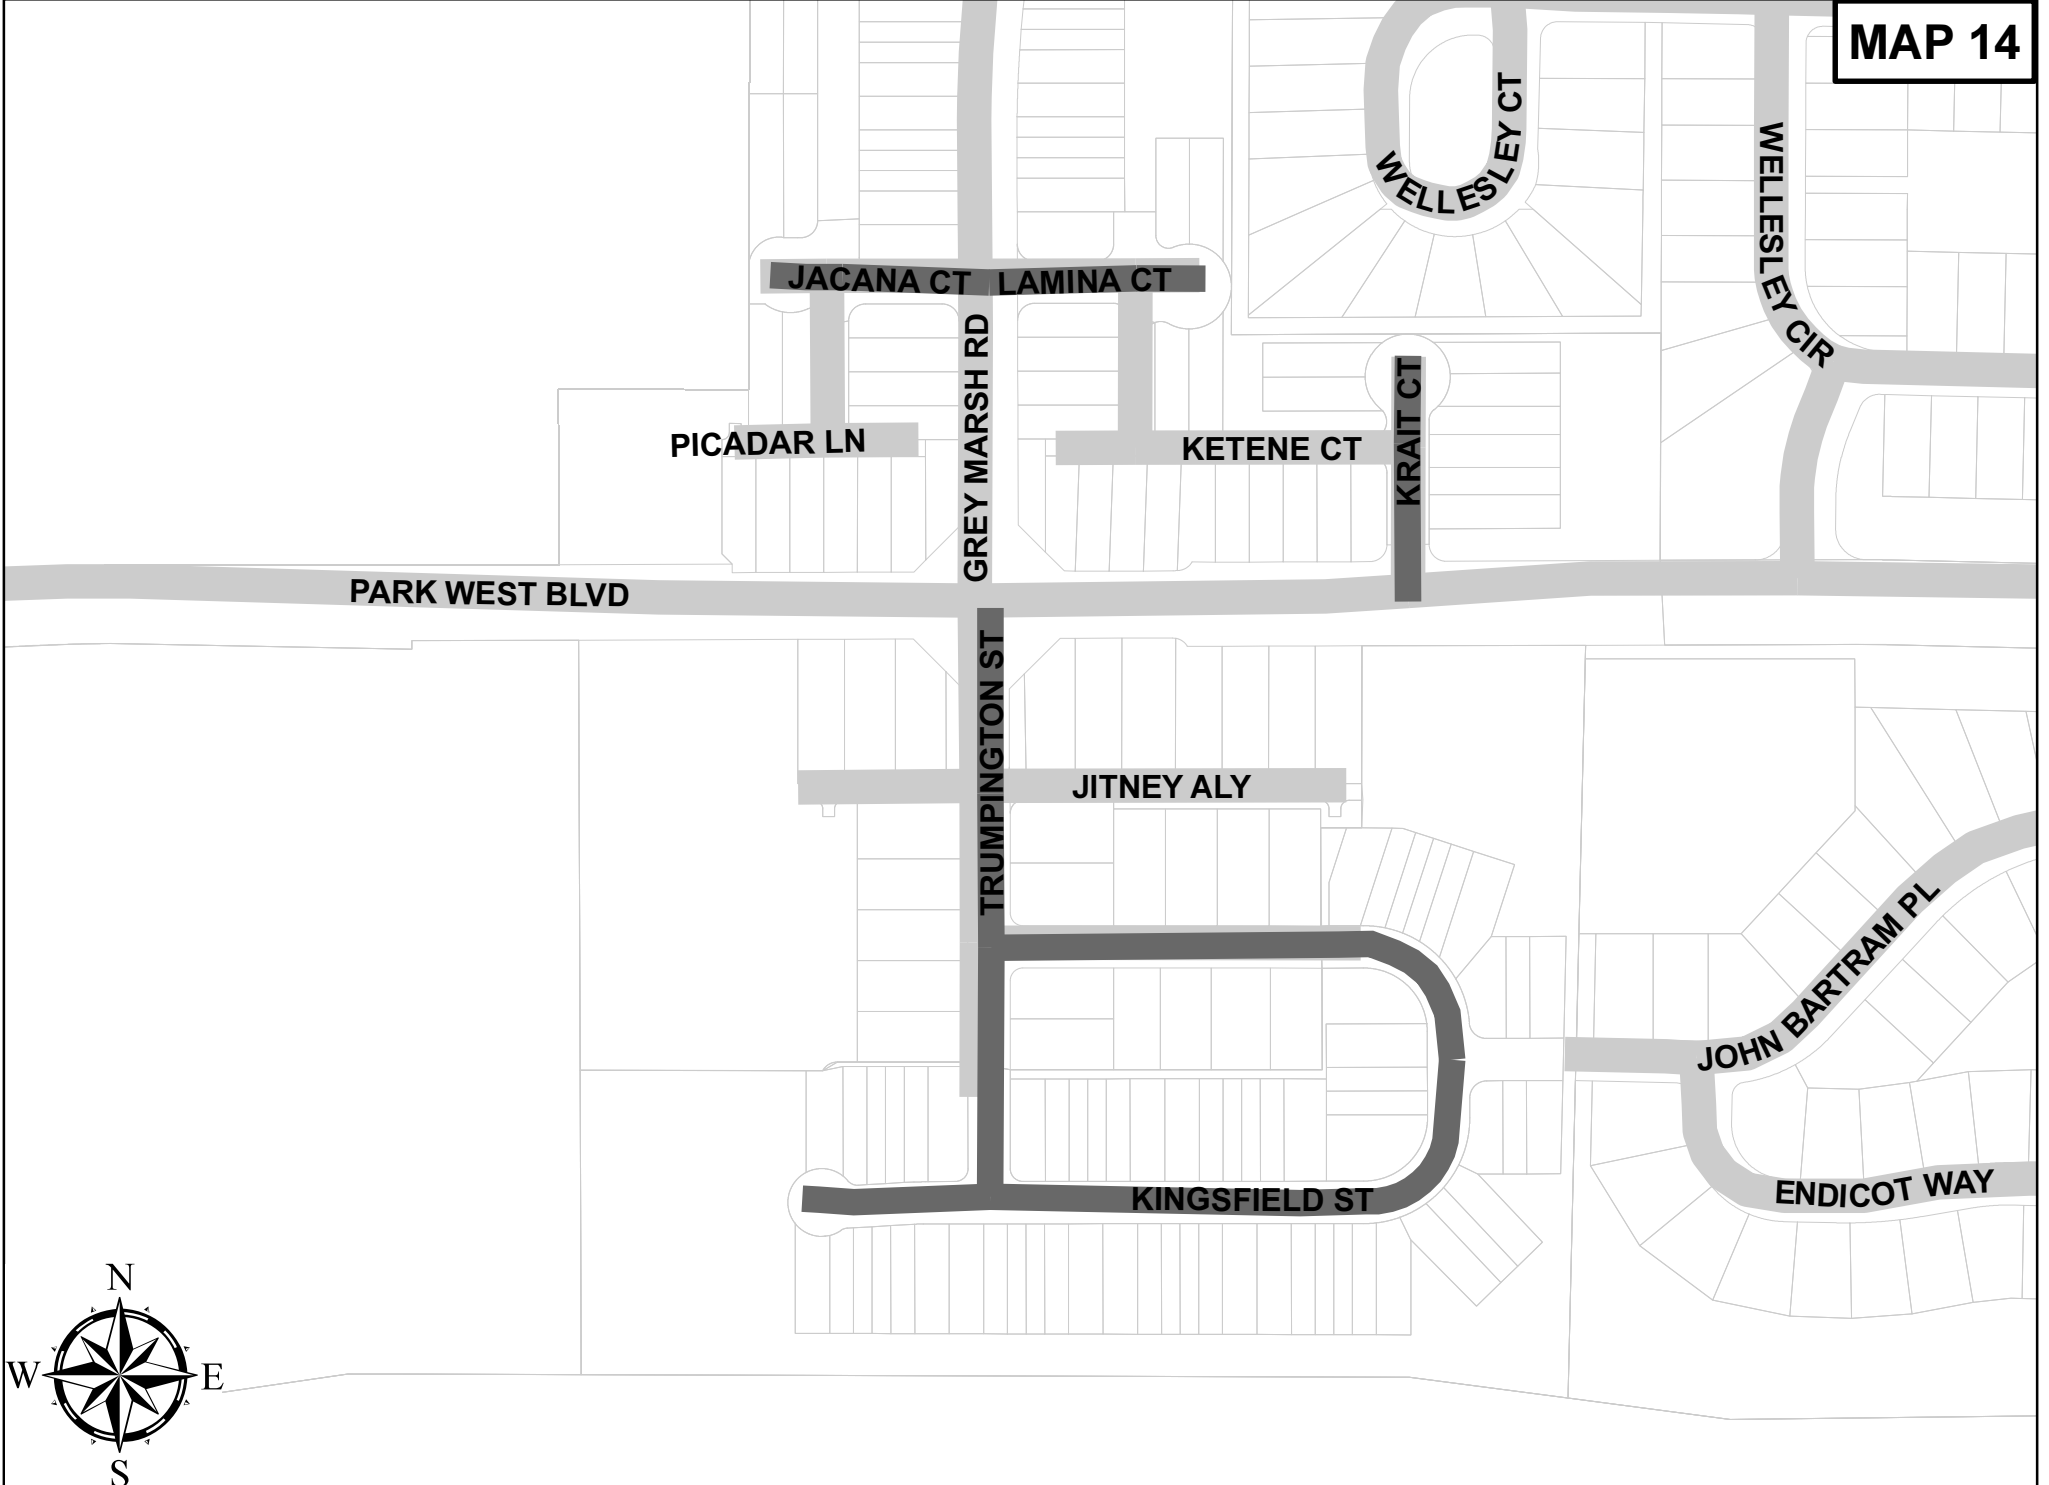 MAP 14
WELLESLEY CT
WELLESLEY CIR
JACANA CT
LAMINA CT
GREY MARSH RD
KRAIT CT
PICADAR LN
KETENE CT
PARK WEST BLVD
TRUMPINGTON ST
JITNEY ALY
JOHN BARTRAM PL
KINGSFIELD ST
ENDICOT WAY
N
W
E
S